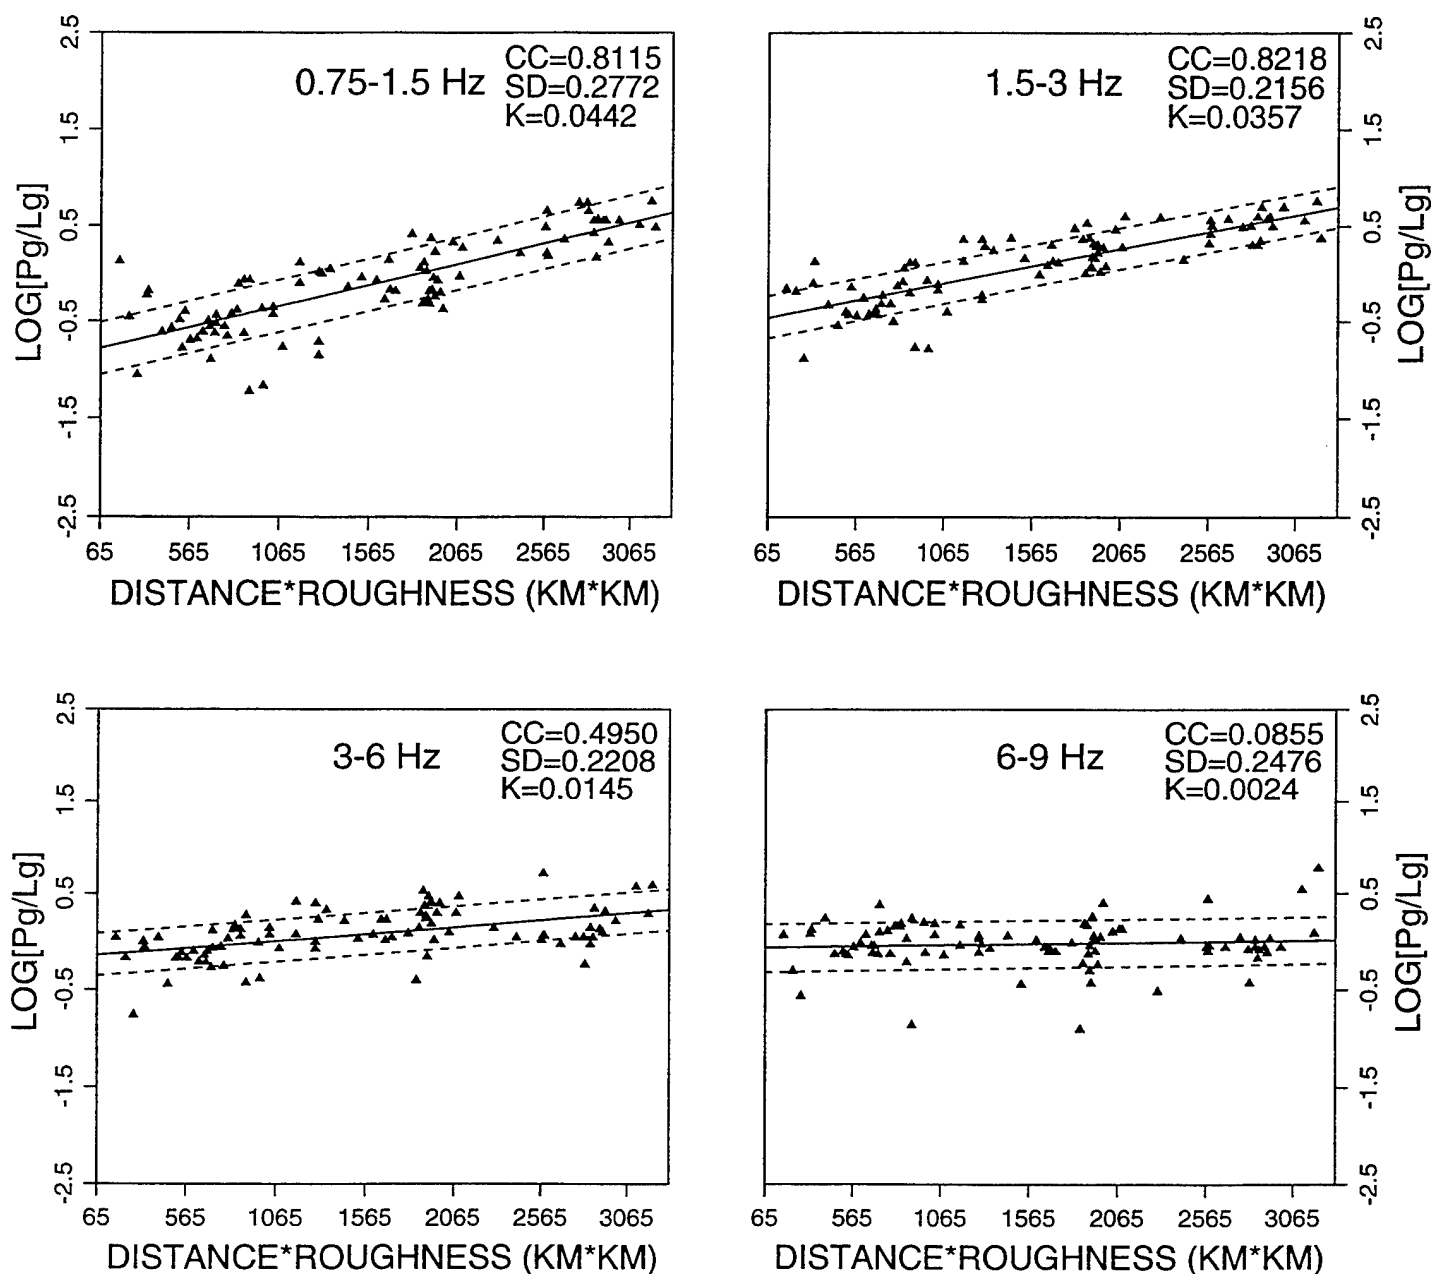 2.5
1.5
0.5
-0.5
-1.5
-2.5
LOG[Pg/Lg]
0.75-1.5 Hz
CC=0.8115
SD=0.2772
K=0.0442
65 565 1065 1565 2065 2565 3065
DISTANCE*ROUGHNESS (KM*KM)
1.5-3 Hz
CC=0.8218
SD=0.2156
K=0.0357
2.5
1.5
0.5
-0.5
-1.5
-2.5
LOG[Pg/Lg]
65 565 1065 1565 2065 2565 3065
DISTANCE*ROUGHNESS (KM*KM)
2.5
1.5
0.5
-0.5
-1.5
-2.5
LOG[Pg/Lg]
3-6 Hz
CC=0.4950
SD=0.2208
K=0.0145
65 565 1065 1565 2065 2565 3065
DISTANCE*ROUGHNESS (KM*KM)
6-9 Hz
CC=0.0855
SD=0.2476
K=0.0024
2.5
1.5
0.5
-0.5
-1.5
-2.5
LOG[Pg/Lg]
65 565 1065 1565 2065 2565 3065
DISTANCE*ROUGHNESS (KM*KM)